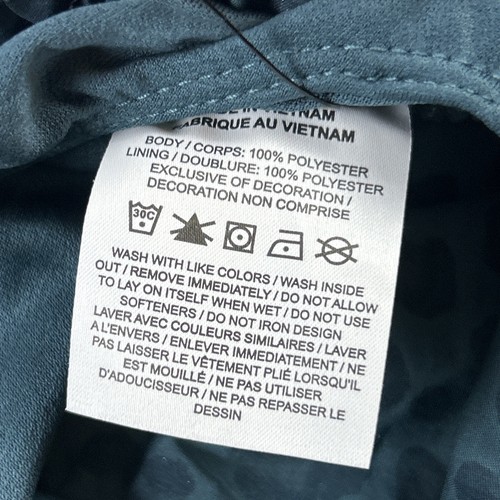 IN VIETNAM
FABRIQUE AU VIETNAM
BODY / CORPS: 100% POLYESTER
LINING / DOUBLURE: 100% POLYESTER
EXCLUSIVE OF DECORATION /
DECORATION NON COMPRISE
30C
WASH WITH LIKE COLORS / WASH INSIDE
OUT / REMOVE IMMEDIATELY / DO NOT ALLOW
TO LAY ON ITSELF WHEN WET / DO NOT USE
SOFTENERS / DO NOT IRON DESIGN
LAVER AVEC COULEURS SIMILAIRES / LAVER
A L'ENVERS / ENLEVER IMMEDIATEMENT / NE
PAS LAISSER LE VÊTEMENT PLIÉ LORSQU'IL
EST MOUILLÉ / NE PAS UTILISER
D'ADOUCISSEUR / NE PAS REPASSER LE
DESSIN